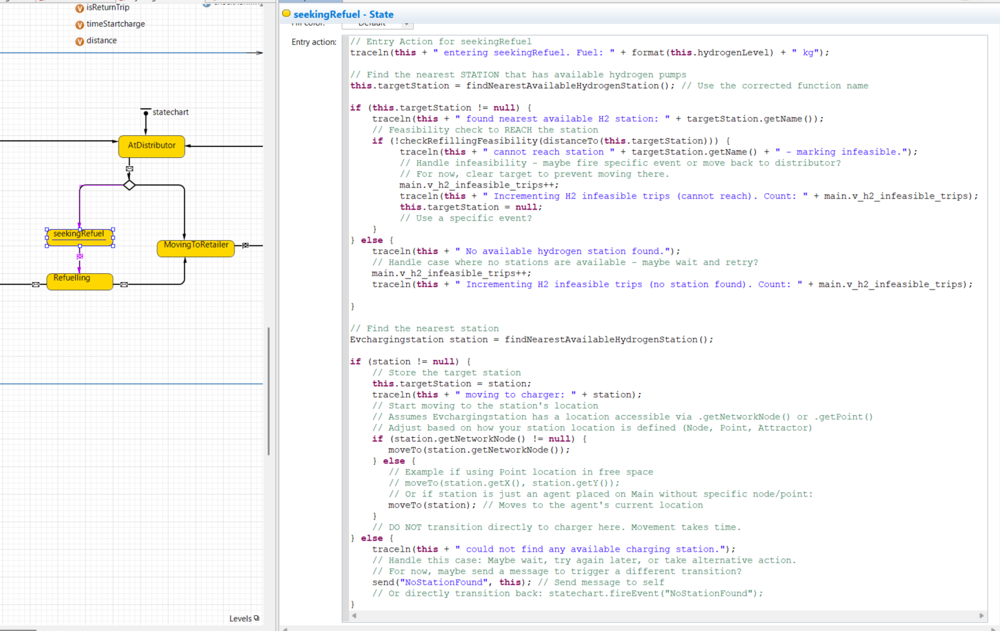 isReturnTrip
timeStartcharge
distance
statechart
AtDistributor
seekingRefuel
MovingToRetailer
Refuelling
Levels
seekingRefuel - State
Fill color:
Default
Entry action:
// Entry Action for seekingRefuel
traceln(this + " entering seekingRefuel. Fuel: " + format(this.hydrogenLevel) + " kg");
// Find the nearest STATION that has available hydrogen pumps
this.targetStation = findNearestAvailableHydrogenStation(); // Use the corrected function name
if (this.targetStation != null) {
traceln(this + " found nearest available H2 station: " + targetStation.getName());
// Feasibility check to REACH the station
if (!checkRefillingFeasibility(distanceTo(this.targetStation))) {
traceln(this + " cannot reach station " + targetStation.getName() + " - marking infeasible.");
// Handle infeasibility - maybe fire specific event or move back to distributor?
// For now, clear target to prevent moving there.
main.v_h2_infeasible_trips++;
traceln(this + " Incrementing H2 infeasible trips (cannot reach). Count: " + main.v_h2_infeasible_trips);
this.targetStation = null;
// Use a specific event?
}
} else {
traceln(this + " No available hydrogen station found.");
// Handle case where no stations are available - maybe wait and retry?
main.v_h2_infeasible_trips++;
traceln(this + " Incrementing H2 infeasible trips (no station found). Count: " + main.v_h2_infeasible_trips);
}
// Find the nearest station
Evchargingstation station = findNearestAvailableHydrogenStation();
if (station != null) {
// Store the target station
this.targetStation = station;
traceln(this + " moving to charger: " + station);
// Start moving to the station's location
// Assumes Evchargingstation has a location accessible via .getNetworkNode() or .getPoint()
// Adjust based on how your station location is defined (Node, Point, Attractor)
if (station.getNetworkNode() != null) {
moveTo(station.getNetworkNode());
} else {
// Example if using Point location in free space
// moveTo(station.getX(), station.getY());
// Or if station is just an agent placed on Main without specific node/point:
moveTo(station); // Moves to the agent's current location
}
// DO NOT transition directly to charger here. Movement takes time.
} else {
traceln(this + " could not find any available charging station.");
// Handle this case: Maybe wait, try again later, or take alternative action.
// For now, maybe send a message to trigger a different transition?
send("NoStationFound", this); // Send message to self
// Or directly transition back: statechart.fireEvent("NoStationFound");
}